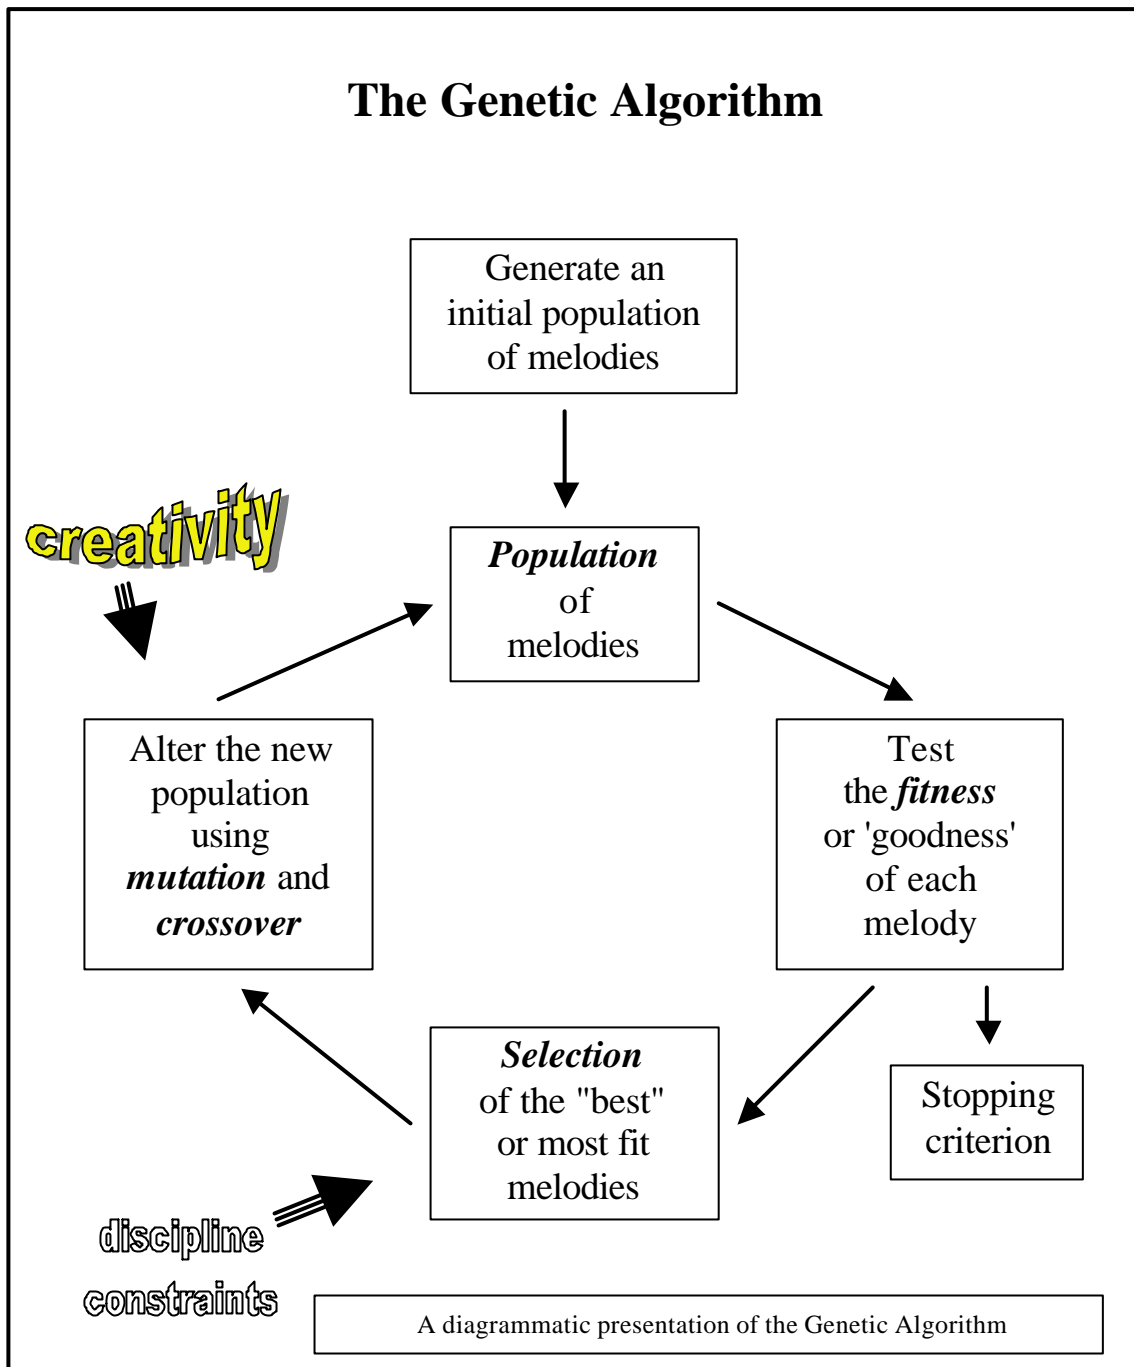 The Genetic Algorithm
Generate an
initial population
of melodies
creativity
Population
of
melodies
Alter the new
population
using
mutation and
crossover
Test
the fitness
or 'goodness'
of each
melody
Selection
of the "best"
or most fit
melodies
Stopping
criterion
discipline
constraints
A diagrammatic presentation of the Genetic Algorithm